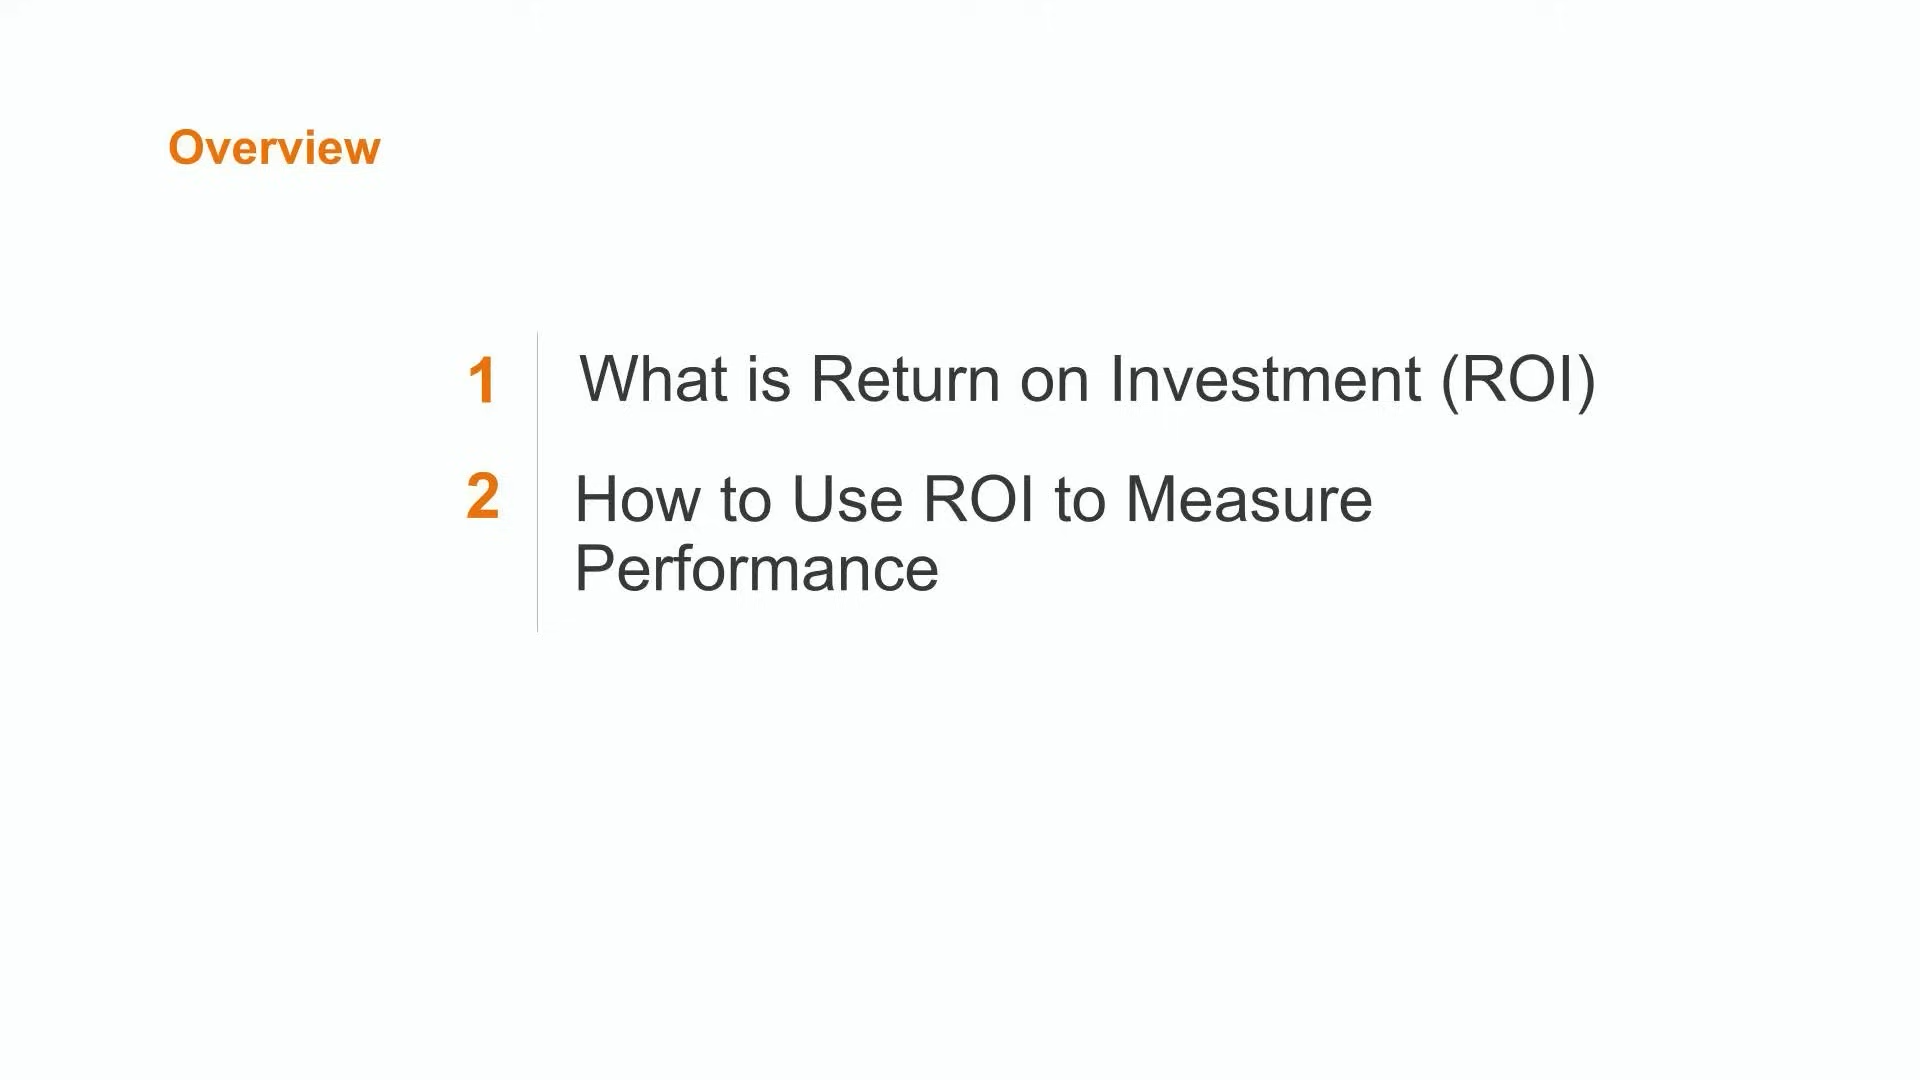 Overview
1 What is Return on Investment (ROI)
2 How to Use ROI to Measure
Performance